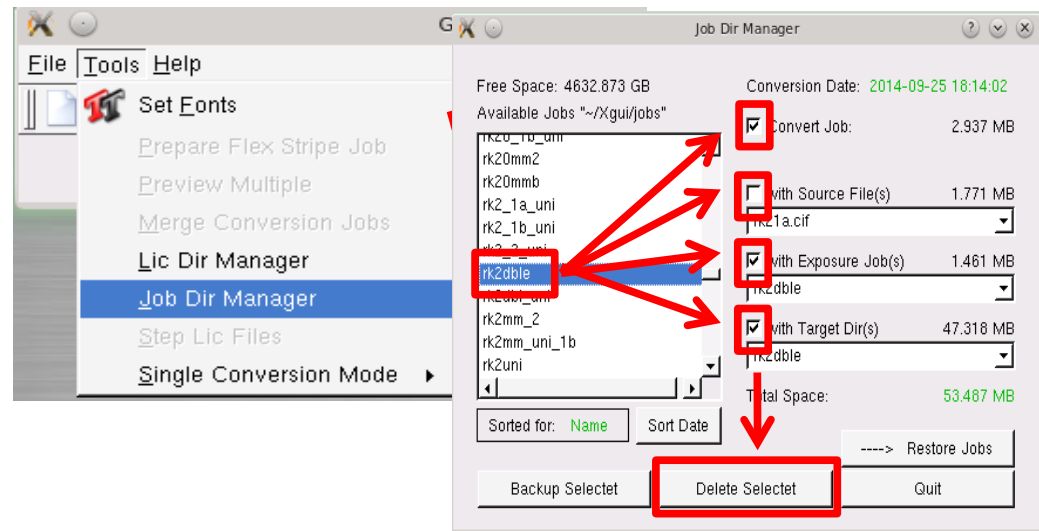 G
File Tools Help
Set Fonts
Prepare Flex Stripe Job
Preview Multiple
Merge Conversion Jobs
Lic Dir Manager
Job Dir Manager
Step Lic Files
Single Conversion Mode
Job Dir Manager
Free Space: 4632.873 GB
Conversion Date: 2014-09-25 18:14:02
Available Jobs "~/Xgui/jobs"
Convert Job: 2.937 MB
rk20_1b_uni
rk20mm2
rk20mmb
rk2_1a_uni
rk2_1b_uni
rk2_2_uni
rk2dble
rk2dbl_uni
rk2mm_2
rk2mm_uni_1b
rk2uni
with Source File(s) 1.771 MB
rk21a.cif
with Exposure Job(s) 1.461 MB
rk2dble
with Target Dir(s) 47.318 MB
rk2dble
Total Space: 53.487 MB
Sorted for: Name
Sort Date
----> Restore Jobs
Backup Selectet
Delete Selectet
Quit